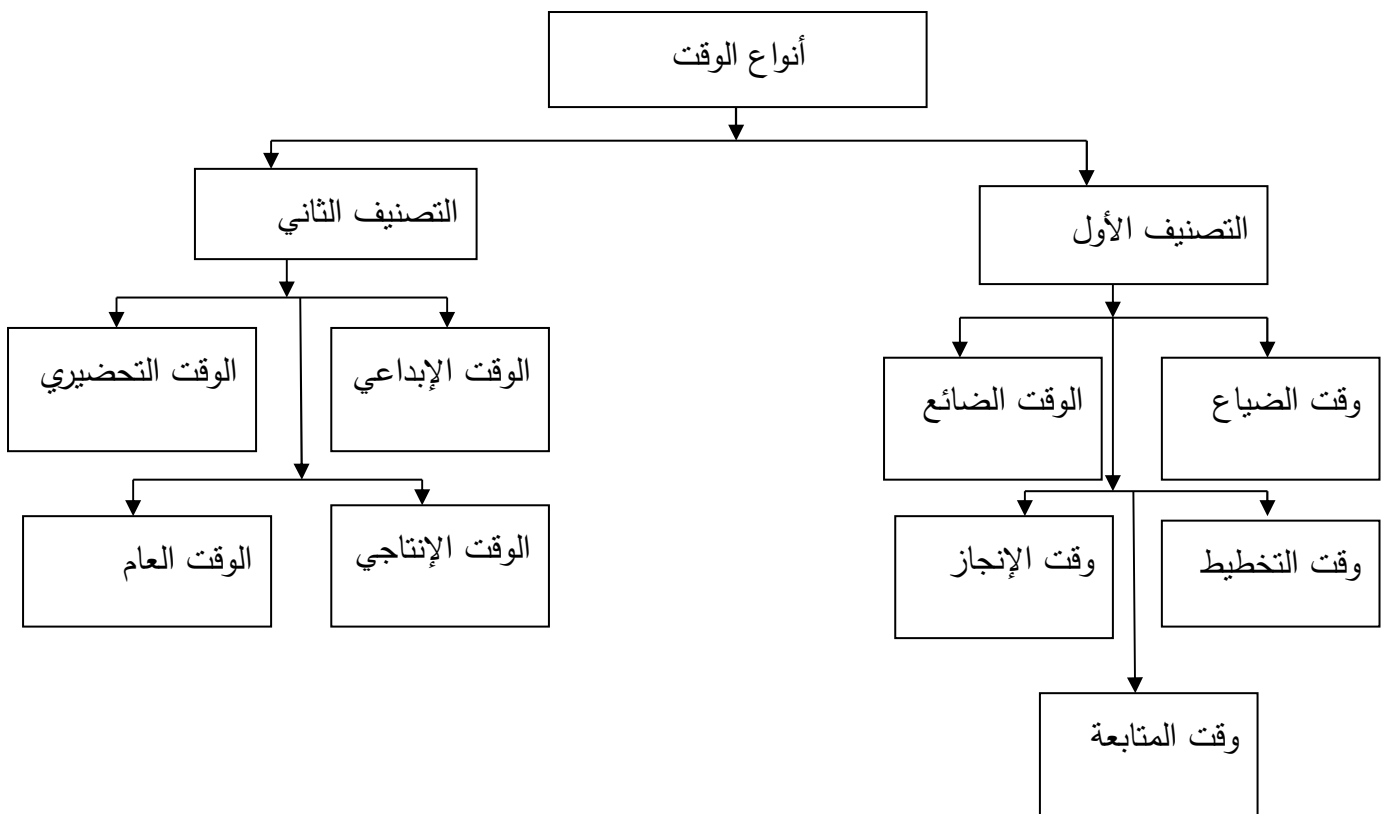 أنواع الوقت
التصنيف الأول
التصنيف الثاني
وقت الضياع
الوقت الضائع
الوقت الإبداعي
الوقت التحضيري
وقت التخطيط
وقت الإنجاز
الوقت الإنتاجي
الوقت العام
وقت المتابعة